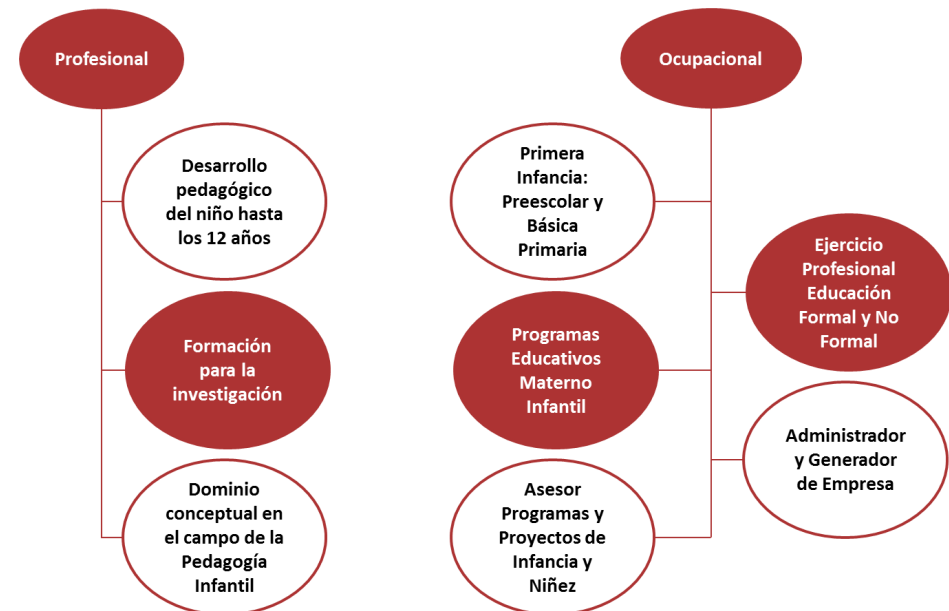 Profesional
Desarrollo
pedagógico
del niño hasta
los 12 años
Formación
para la
investigación
Dominio
conceptual en
el campo de la
Pedagogía
Infantil
Ocupacional
Primera
Infancia:
Preescolar y
Básica
Primaria
Ejercicio
Profesional
Educación
Formal y No
Formal
Programas
Educativos
Materno
Infantil
Administrador
y Generador
de Empresa
Asesor
Programas y
Proyectos de
Infancia y
Niñez